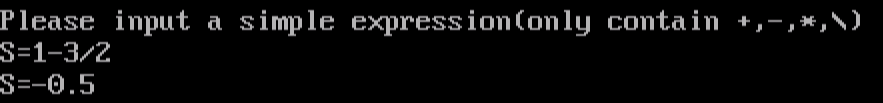 Please input a simple expression(only contain +,-,*,\)
S=1-3/2
S=-0.5